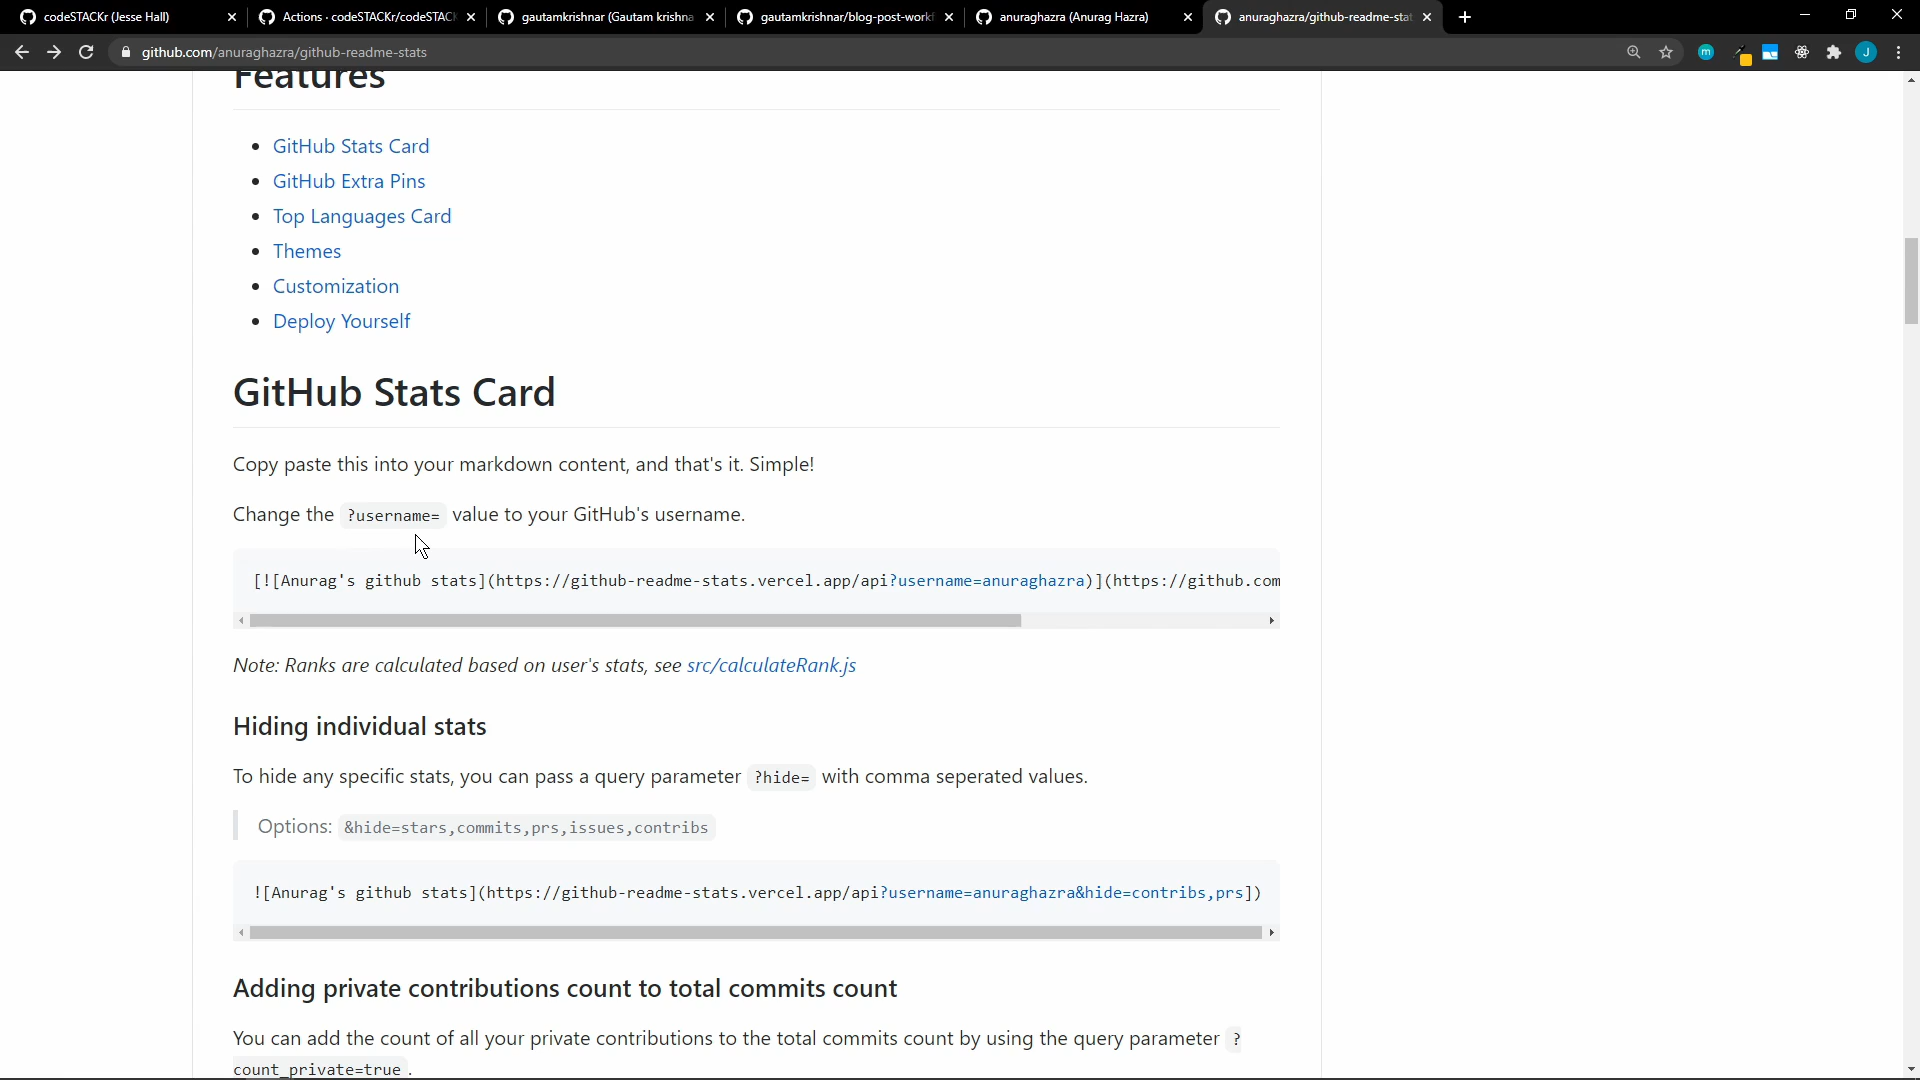 codeSTACKr (Jesse Hall)
Actions · codeSTACKr/codeSTACK
gautamkrishnar (Gautam krishna
gautamkrishnar/blog-post-workf
anuraghazra (Anurag Hazra)
anuraghazra/github-readme-stat
github.com/anuraghazra/github-readme-stats
m
J
Features
GitHub Stats Card
GitHub Extra Pins
Top Languages Card
Themes
Customization
Deploy Yourself
GitHub Stats Card
Copy paste this into your markdown content, and that's it. Simple!
Change the ?username= value to your GitHub's username.
[![Anurag's github stats](https://github-readme-stats.vercel.app/api?username=anuraghazra)](https://github.com
Note: Ranks are calculated based on user's stats, see src/calculateRank.js
Hiding individual stats
To hide any specific stats, you can pass a query parameter ?hide= with comma seperated values.
Options: &hide=stars,commits,prs,issues,contribs
![Anurag's github stats](https://github-readme-stats.vercel.app/api?username=anuraghazra&hide=contribs,prs])
Adding private contributions count to total commits count
You can add the count of all your private contributions to the total commits count by using the query parameter ?
count_private=true .